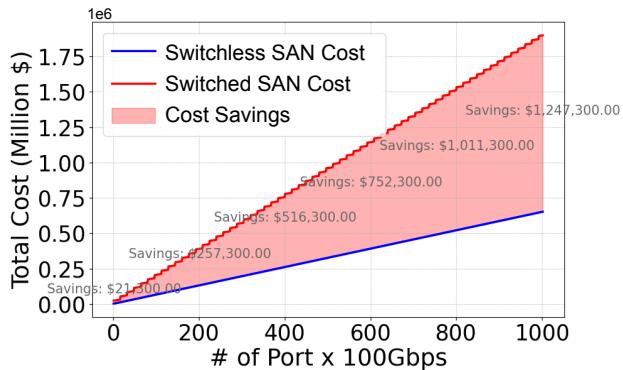 1e6
Total Cost (Million $)
1.75
1.50
1.25
1.00
0.75
0.50
0.25
0.00
Switchless SAN Cost
Switched SAN Cost
Cost Savings
Savings: $1,247,300.00
Savings: $1,011,300.00
Savings: $752,300.00
Savings: $516,300.00
Savings: $257,300.00
Savings: $21,300.00
0 200 400 600 800 1000
# of Port x 100Gbps